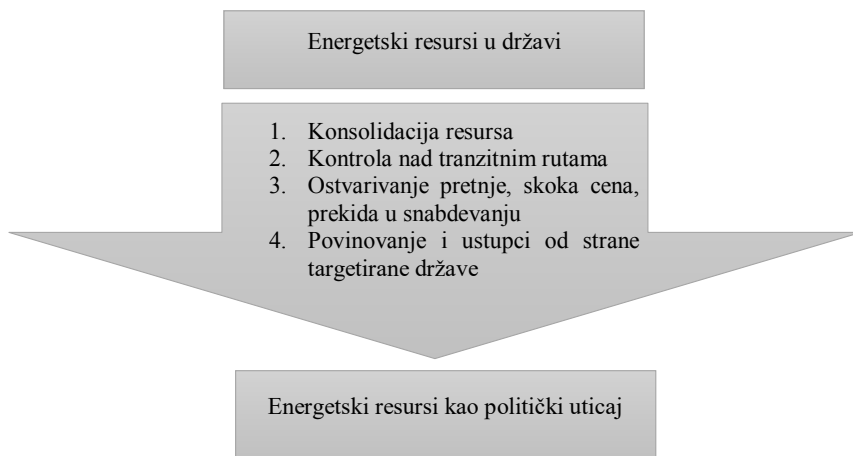 Energetski resursi u državi
1. Konsolidacija resursa
2. Kontrola nad tranzitnim rutama
3. Ostvarivanje pretnje, skoka cena,
prekida u snabdevanju
4. Povinovanje i ustupci od strane
targetirane države
Energetski resursi kao politički uticaj